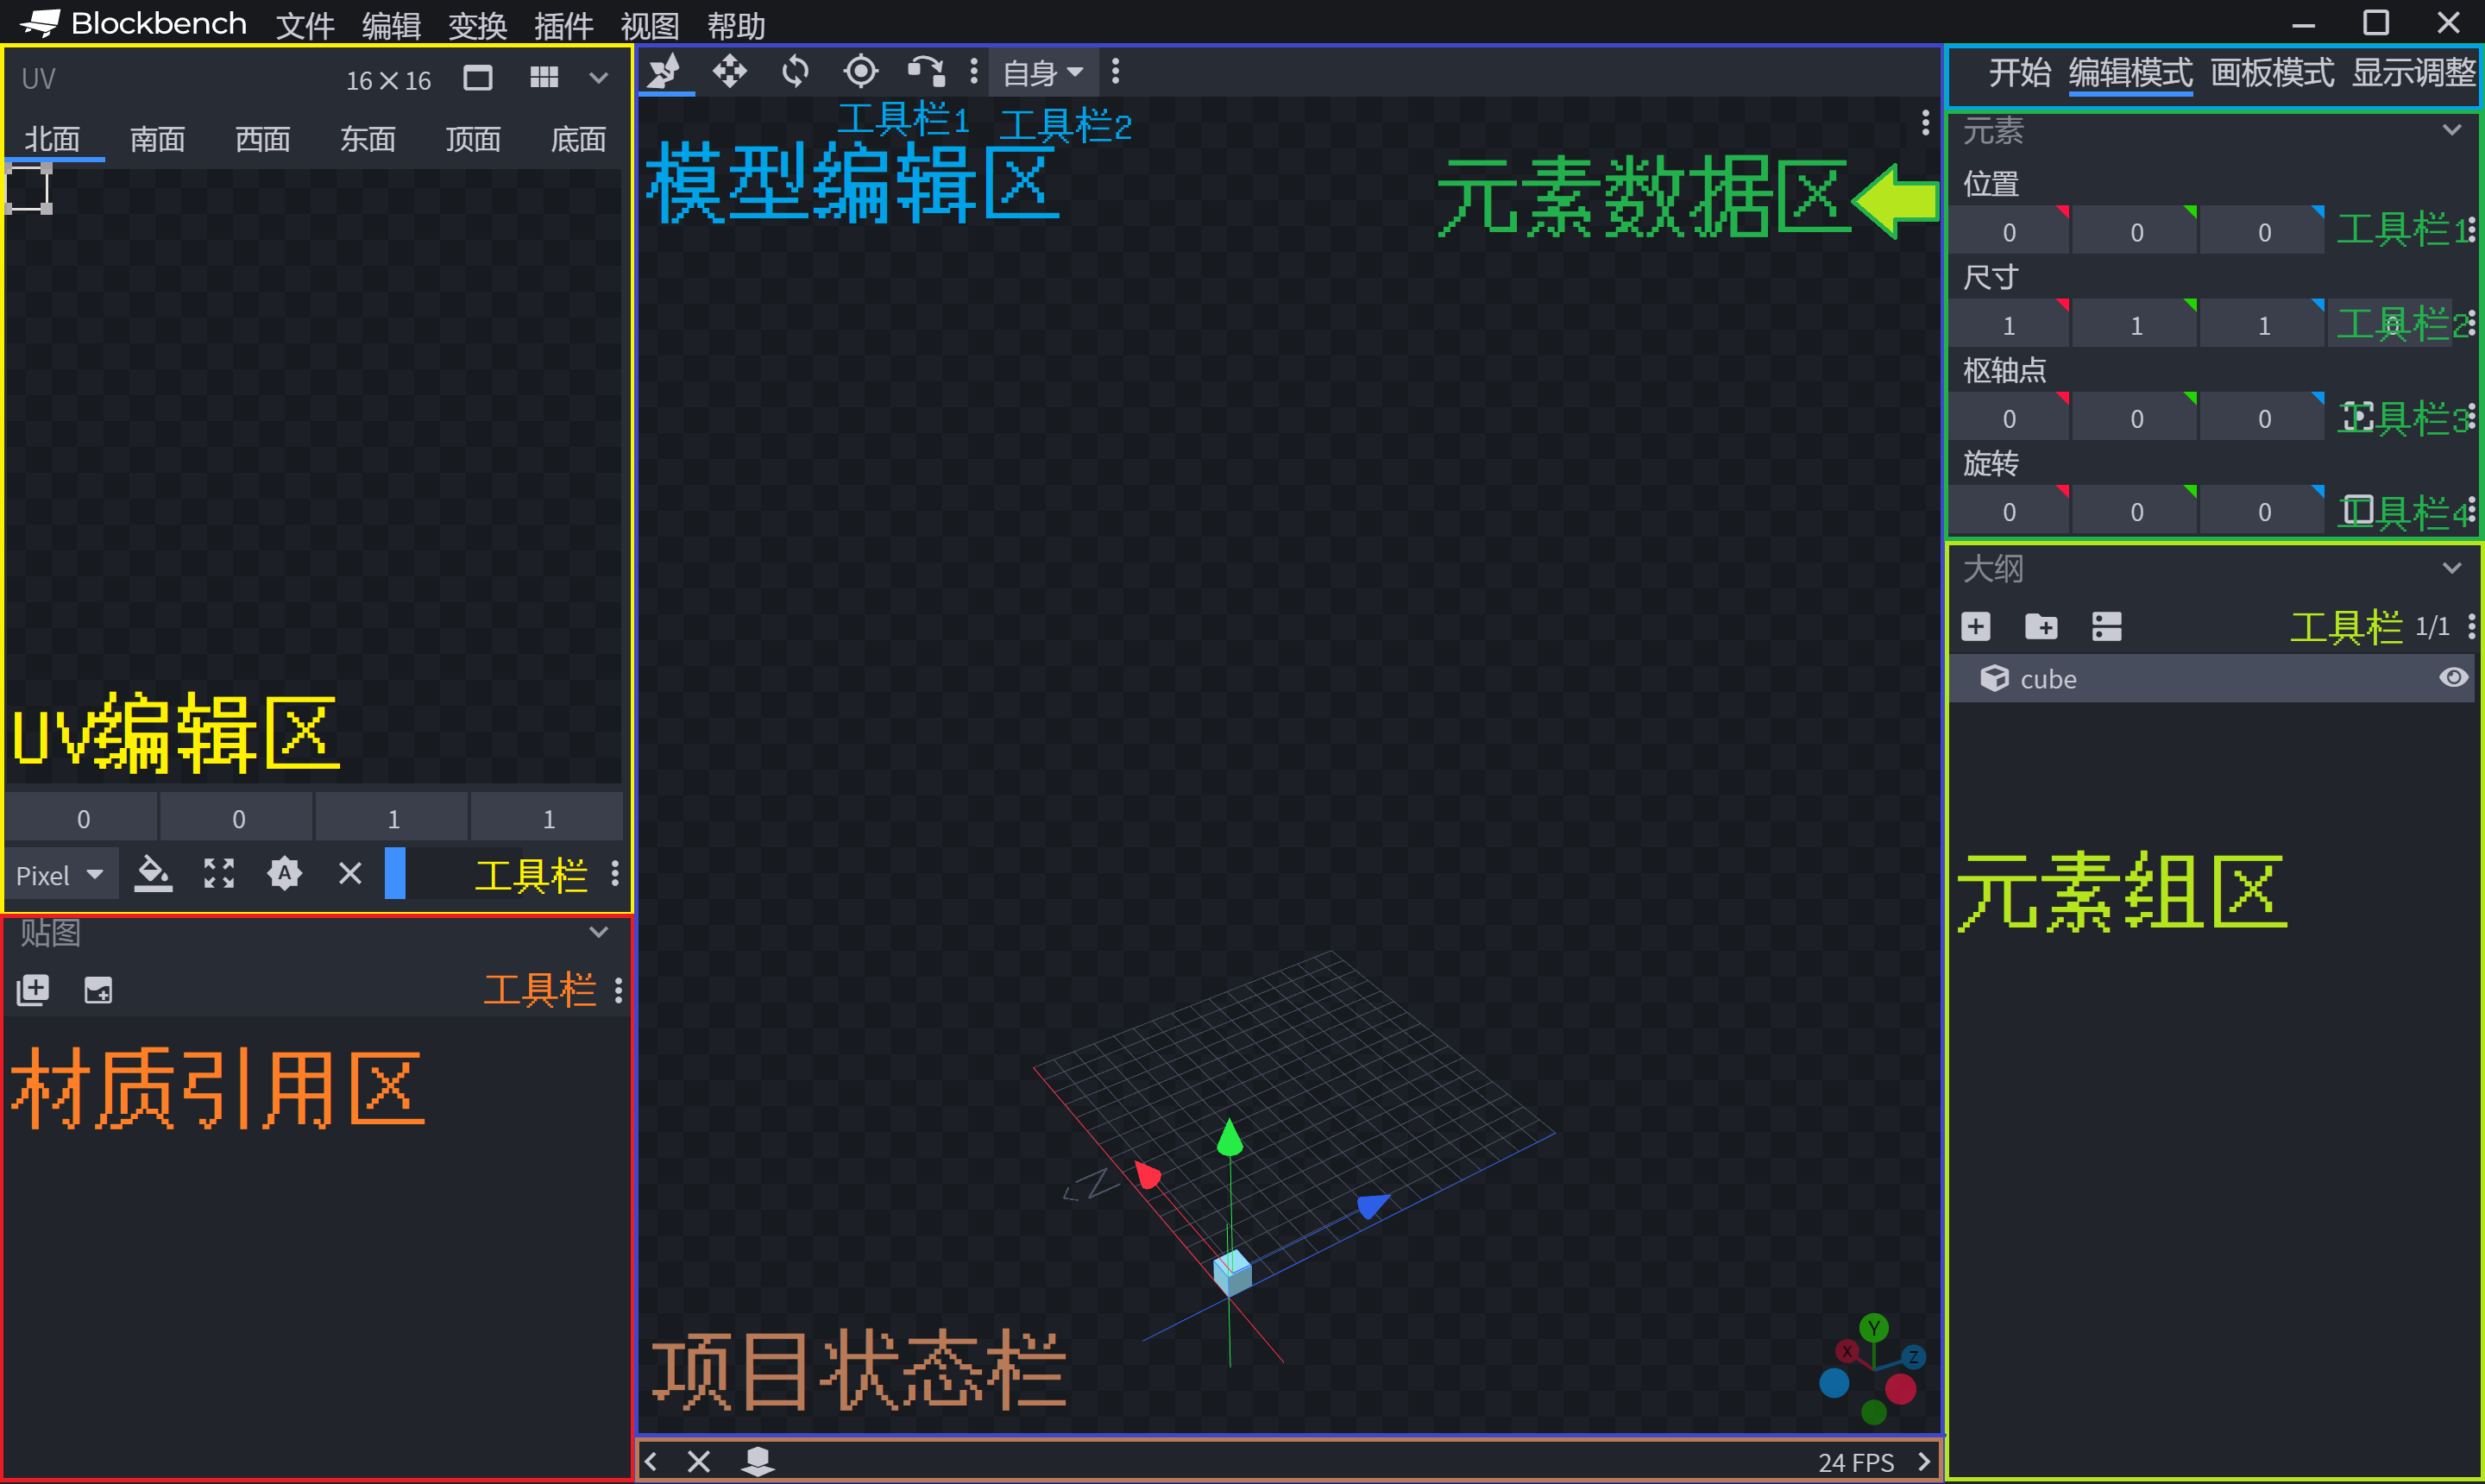 Blockbench 文件 编辑 变换 插件 视图 帮助
UV 16×16
北面 南面 西面 东面 顶面 底面
UV编辑区
0 0 1 1
Pixel A 工具栏
贴图
工具栏
材质引用区
自身
工具栏1 工具栏2
模型编辑区
元素数据区
项目状态栏
Y
X Z
24 FPS
开始 编辑模式 画板模式 显示调整
元素
位置
0 0 0 工具栏1
尺寸
1 1 1 0 工具栏2
枢轴点
0 0 0 工具栏3
旋转
0 0 0 工具栏4
大纲
工具栏 1/1
cube
元素组区